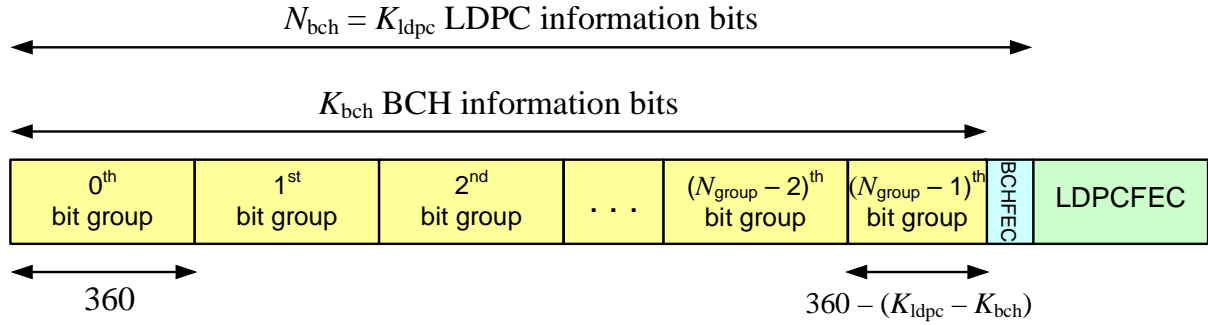 N_bch = K_ldpc LDPC information bits
K_bch BCH information bits
0th bit group
1st bit group
2nd bit group
. . .
(N_group – 2)th bit group
(N_group – 1)th bit group
BCHFEC
LDPCFEC
360
360 – (K_ldpc – K_bch)